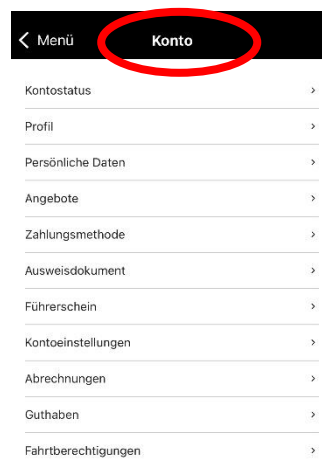 Menü
Konto
Kontostatus
Profil
Persönliche Daten
Angebote
Zahlungsmethode
Ausweisdokument
Führerschein
Kontoeinstellungen
Abrechnungen
Guthaben
Fahrtberechtigungen